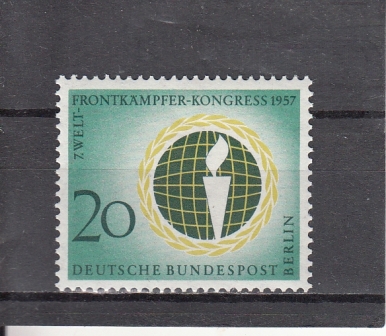 7. WELT-
FRONTKÄMPFER-KONGRESS 1957
20
DEUTSCHE BUNDESPOST
BERLIN